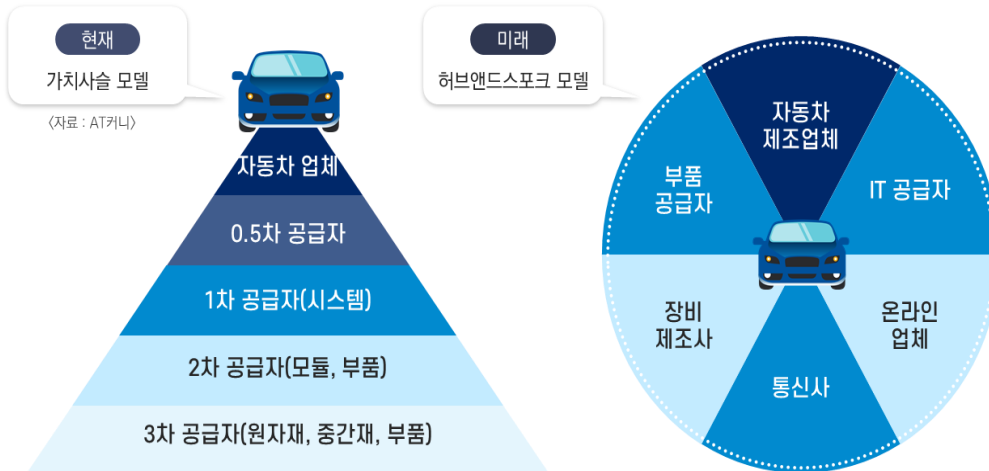 현재
가치사슬 모델
〈자료 : AT커니〉
자동차 업체
0.5차 공급자
1차 공급자(시스템)
2차 공급자(모듈, 부품)
3차 공급자(원자재, 중간재, 부품)
미래
허브앤드스포크 모델
자동차
제조업체
부품
공급자
IT 공급자
장비
제조사
온라인
업체
통신사